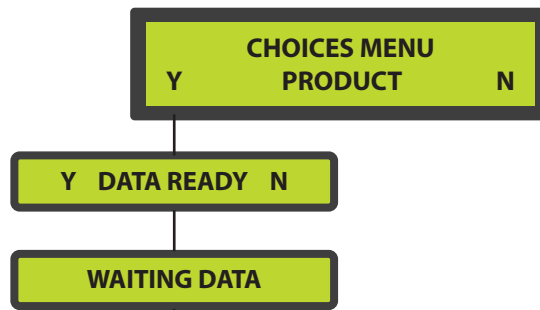 CHOICES MENU
Y PRODUCT N
Y DATA READY N
WAITING DATA